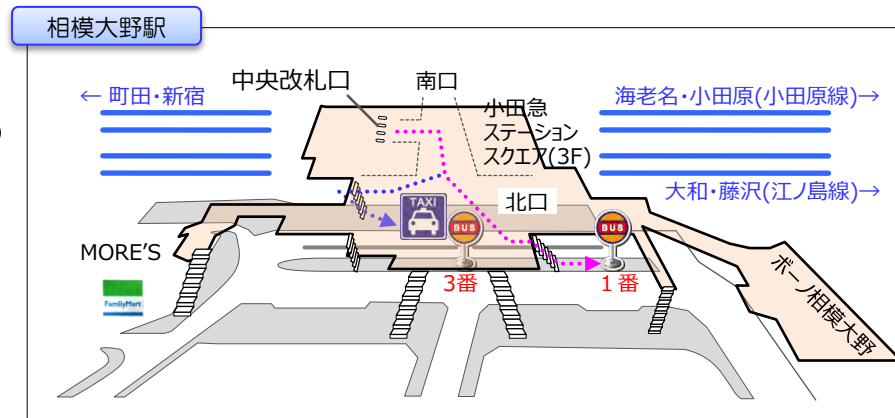 相模大野駅
中央改札口
南口
← 町田・新宿
小田急
ステーション
スクエア(3F)
海老名・小田原(小田原線)→
大和・藤沢(江ノ島線)→
北口
TAXI
BUS
BUS
MORE'S
FamilyMart
3番
1番
ボーノ相模大野
)